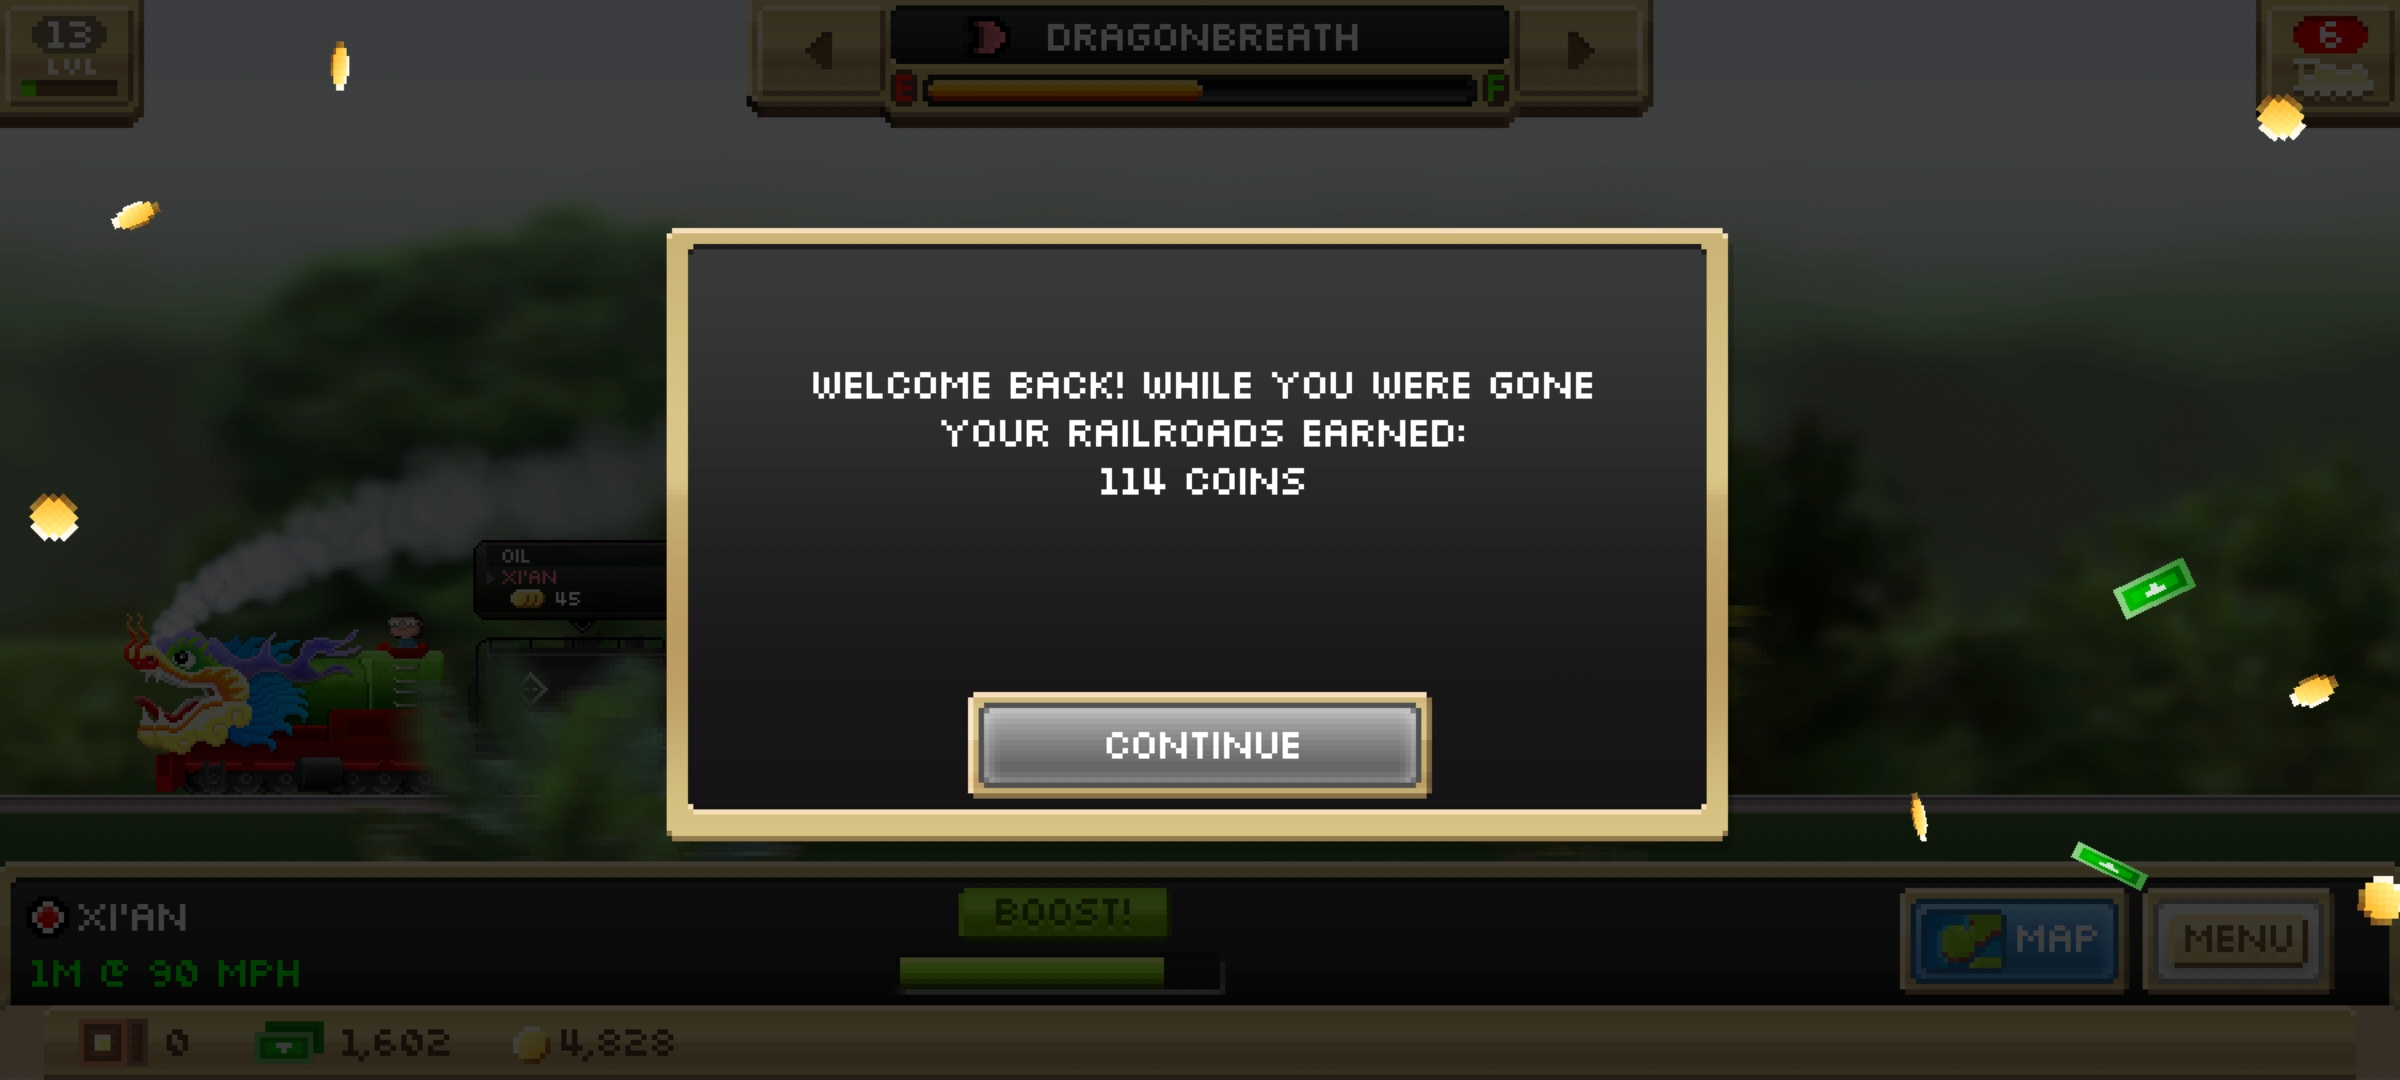 13
LVL
DRAGONBREATH
E
F
6
WELCOME BACK! WHILE YOU WERE GONE
YOUR RAILROADS EARNED:
114 COINS
OIL
XI'AN
45
CONTINUE
XI'AN
1M @ 90 MPH
BOOST!
MAP
MENU
0
1,602
4,828